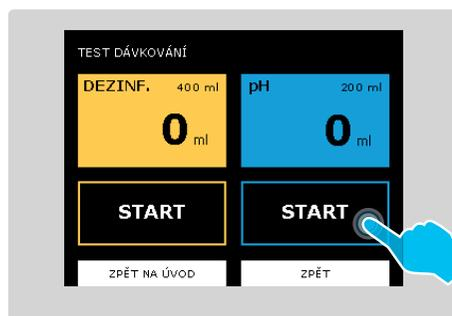 TEST DÁVKOVÁNÍ
DEZINF. 400 ml
0 ml
pH 200 ml
0 ml
START
START
ZPĚT NA ÚVOD
ZPĚT